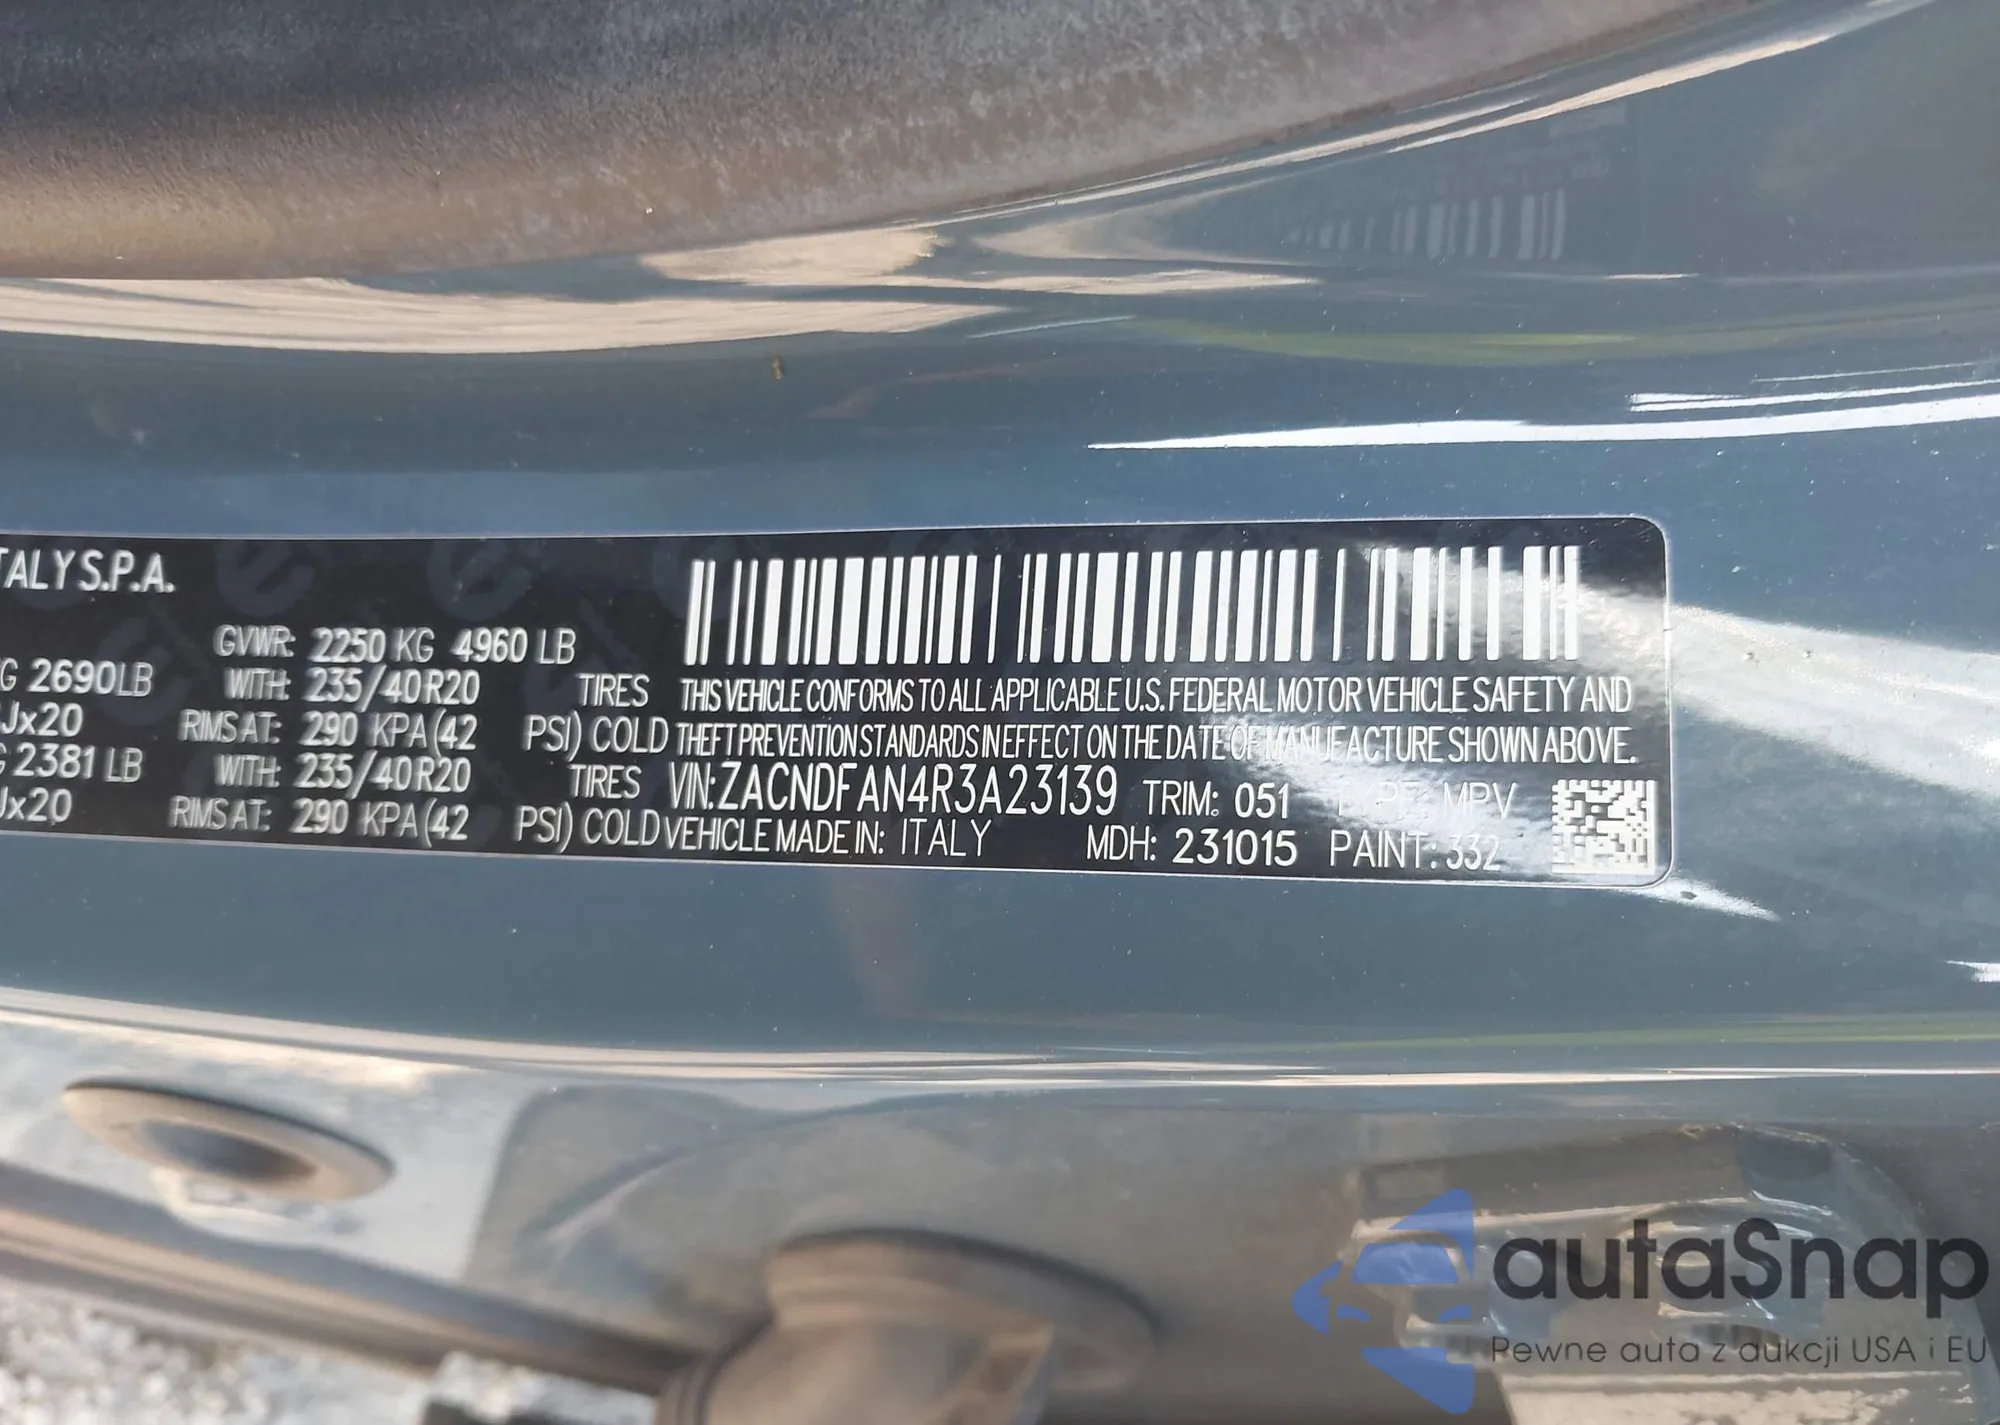 ITALY S.P.A.
GVWR: 2250 KG 4960 LB
G 2690LB WITH: 235/40R20 TIRES
Jx20 RIMS AT: 290 KPA (42 PSI) COLD
G 2381 LB WITH: 235/40R20 TIRES
Jx20 RIMS AT: 290 KPA (42 PSI) COLD
THIS VEHICLE CONFORMS TO ALL APPLICABLE U.S. FEDERAL MOTOR VEHICLE SAFETY AND
THEFT PREVENTION STANDARDS IN EFFECT ON THE DATE OF MANUFACTURE SHOWN ABOVE.
VIN: ZACNDFAN4R3A23139 TRIM: 051 TYPE: MPV
VEHICLE MADE IN: ITALY MDH: 231015 PAINT: 332
autaSnap
Pewne auta z aukcji USA i EU